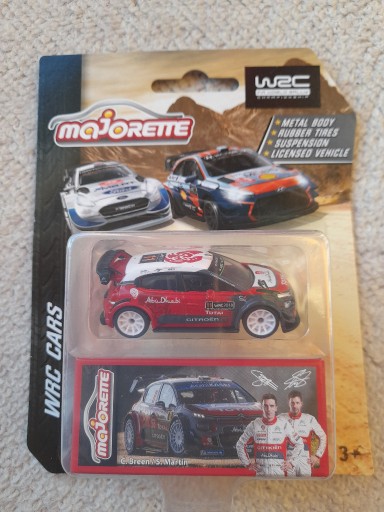 WRC
CHAMPIONSHIP
MAJORETTE
METAL BODY
RUBBER TIRES
SUSPENSION
LICENSED VEHICLE
WRC CARS
Abu Dhabi
Total
CITROËN
MAJORETTE
C.Breen / S.Martin
3+